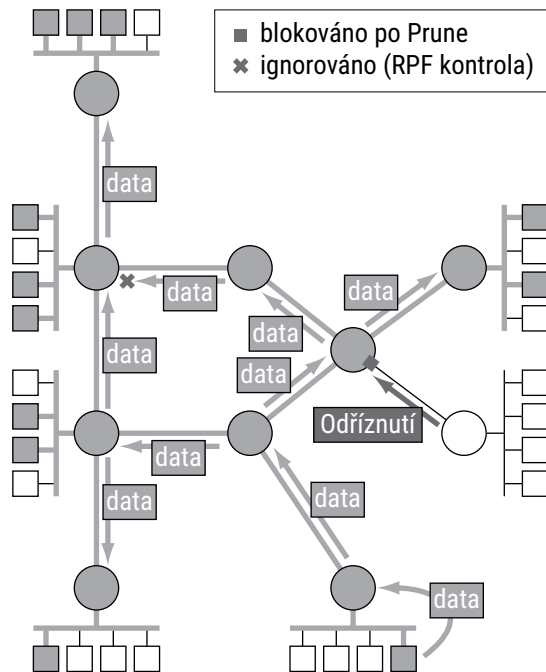 blokováno po Prune
ignorováno (RPF kontrola)
data
data
data
data
data
data
data
Odříznutí
data
data
data
data